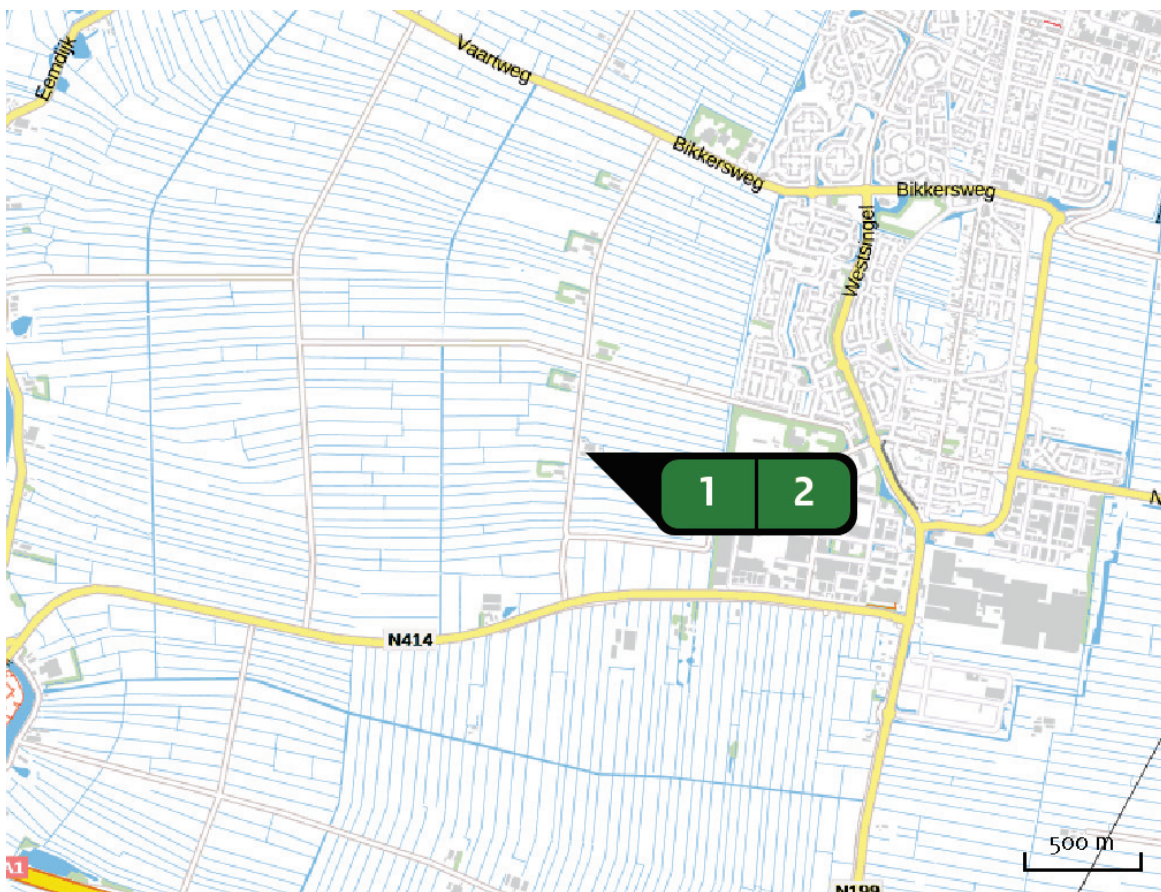 Eemdijk
Vaartweg
Bikkersweg
Bikkersweg
Westsingel
1 2
N
N414
500 m
A1
N199